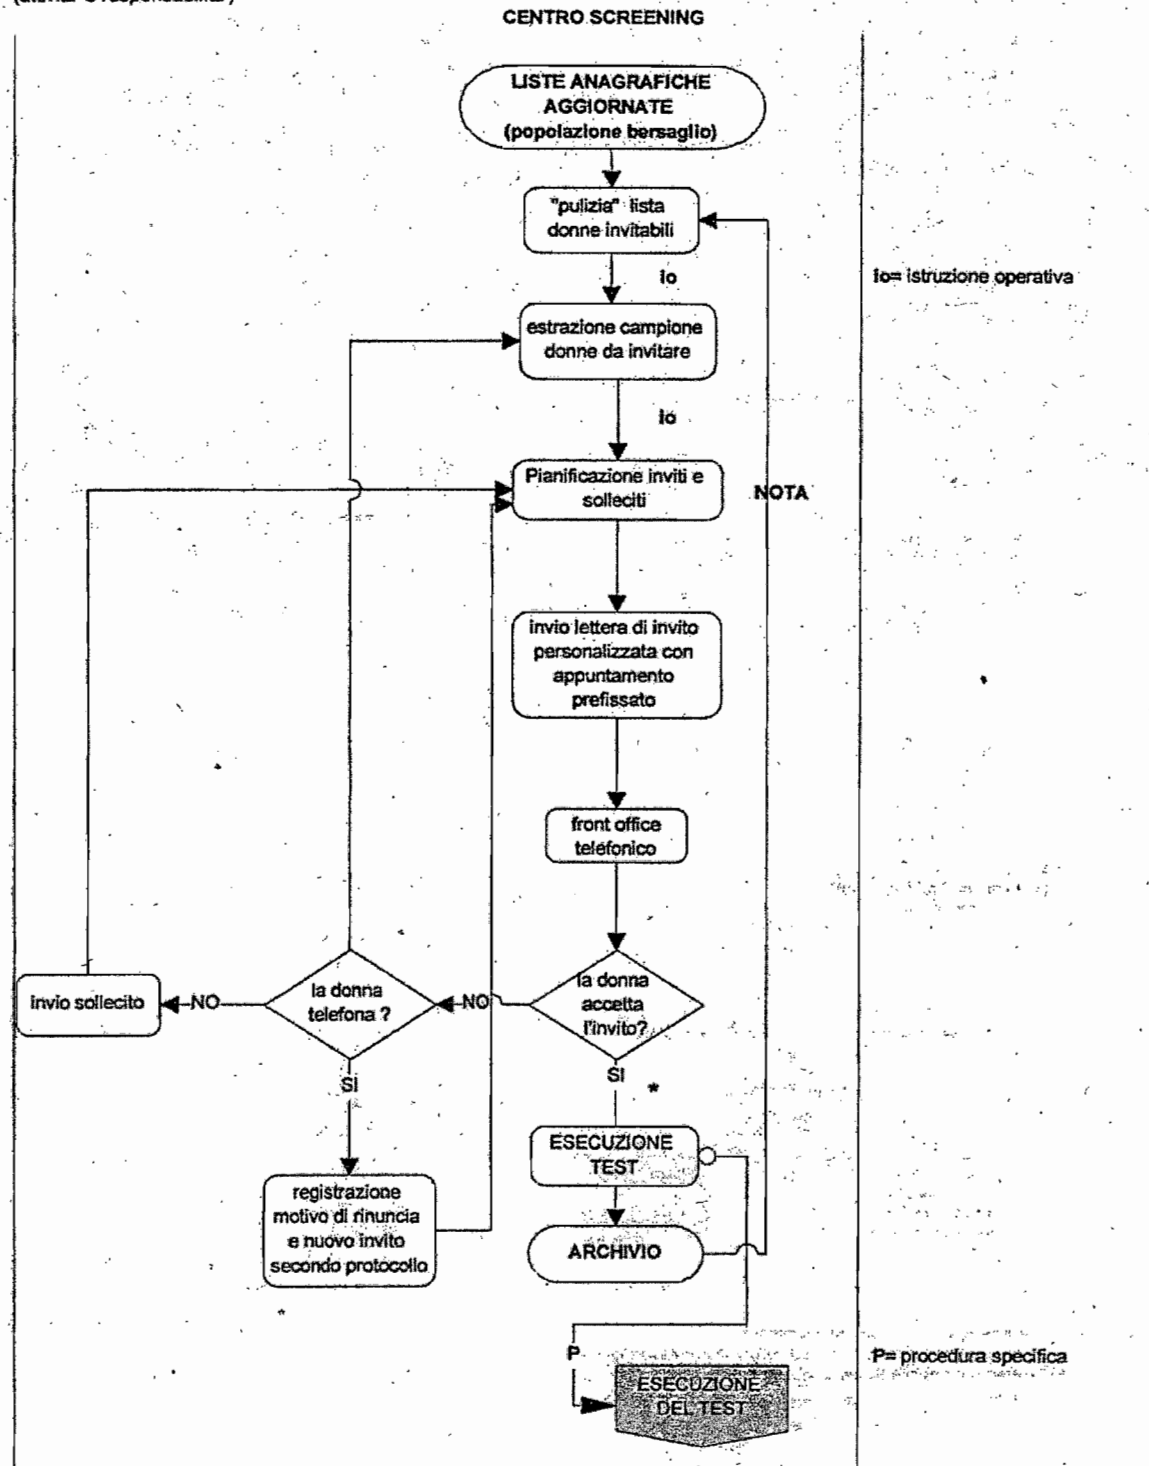 CENTRO SCREENING
LISTE ANAGRAFICHE
AGGIORNATE
(popolazione bersaglio)
"pulizia" lista
donne invitabili
Io
Io= istruzione operativa
estrazione campione
donne da invitare
Io
Pianificazione inviti e
solleciti
NOTA
invio lettera di invito
personalizzata con
appuntamento
prefissato
front office
telefonico
invio sollecito
NO
la donna
telefona ?
NO
la donna
accetta
l'invito?
SI
SI
*
ESECUZIONE
TEST
registrazione
motivo di rinuncia
e nuovo invito
secondo protocollo
ARCHIVIO
P
P= procedura specifica
ESECUZIONE
DEL TEST